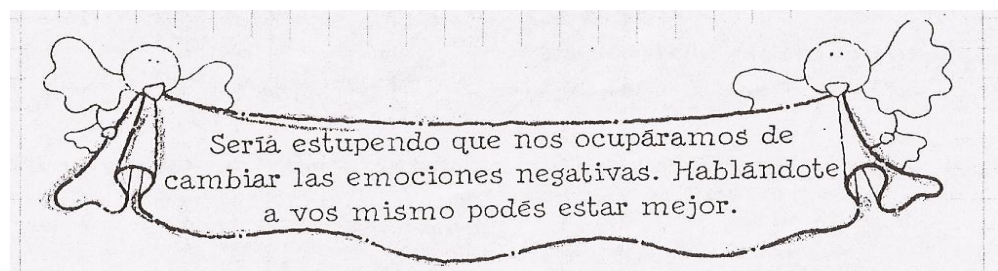 Sería estupendo que nos ocupáramos de
cambiar las emociones negativas. Hablándote
a vos mismo podés estar mejor.